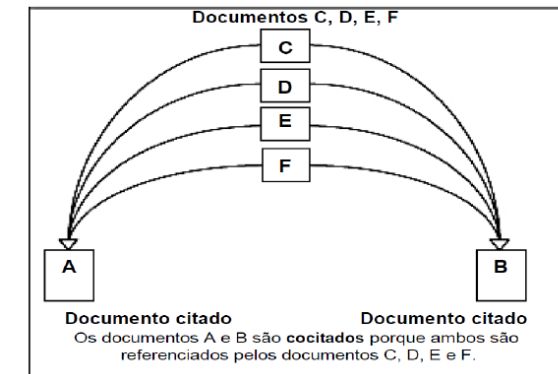 Documentos C, D, E, F
C
D
E
F
A
B
Documento citado
Documento citado
Os documentos A e B são cocitados porque ambos são
referenciados pelos documentos C, D, E e F.